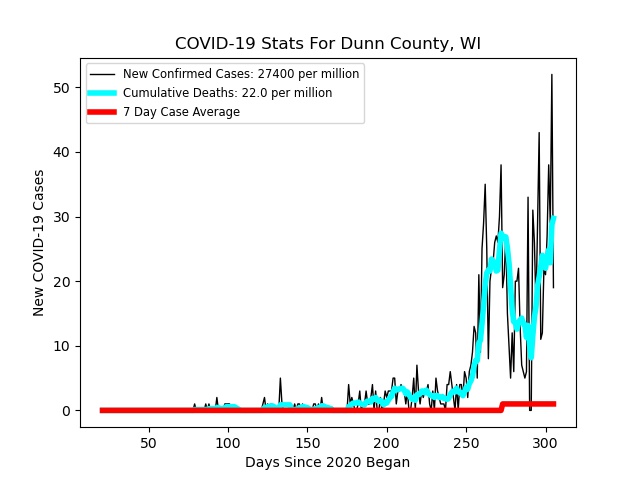 COVID-19 Stats For Dunn County, WI
New Confirmed Cases: 27400 per million
Cumulative Deaths: 22.0 per million
7 Day Case Average
New COVID-19 Cases
50
40
30
20
10
0
50 100 150 200 250 300
Days Since 2020 Began